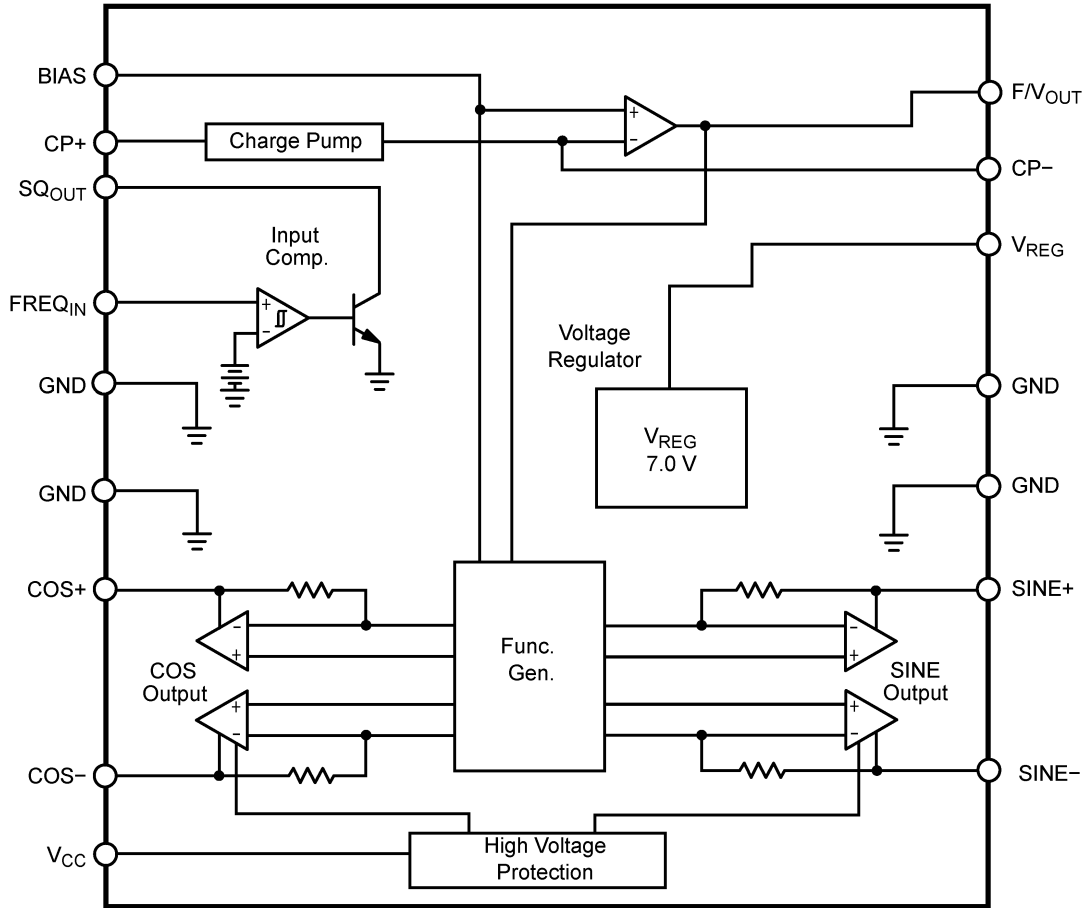 BIAS
F/VOUT
CP+
Charge Pump
+
−
CP−
SQOUT
Input
Comp.
VREG
FREQIN
+
−
Voltage
Regulator
GND
GND
VREG
7.0 V
GND
GND
COS+
SINE+
−
+
COS
Output
+
−
Func.
Gen.
−
+
SINE
Output
+
−
COS−
SINE−
VCC
High Voltage
Protection